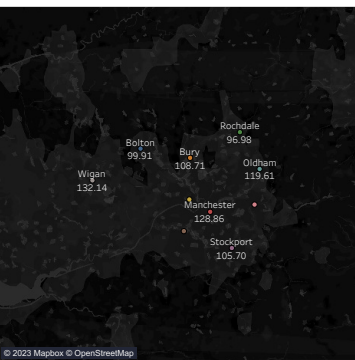 Rochdale
96.98
Bolton
99.91
Bury
108.71
Oldham
119.61
Wigan
132.14
Manchester
128.86
Stockport
105.70
© 2023 Mapbox © OpenStreetMap